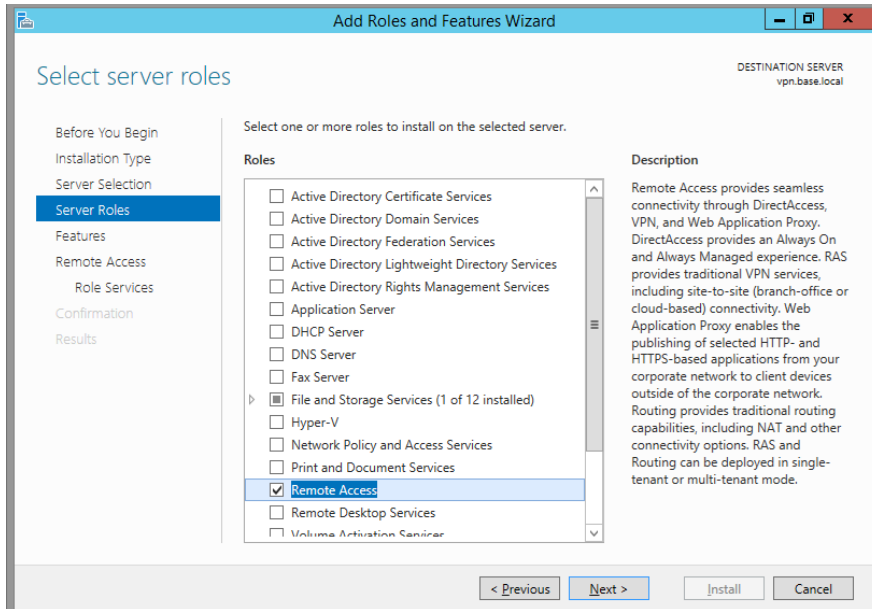 Add Roles and Features Wizard
Select server roles
DESTINATION SERVER
vpn.base.local
Before You Begin
Installation Type
Server Selection
Server Roles
Features
Remote Access
Role Services
Confirmation
Results
Select one or more roles to install on the selected server.
Roles
Active Directory Certificate Services
Active Directory Domain Services
Active Directory Federation Services
Active Directory Lightweight Directory Services
Active Directory Rights Management Services
Application Server
DHCP Server
DNS Server
Fax Server
File and Storage Services (1 of 12 installed)
Hyper-V
Network Policy and Access Services
Print and Document Services
Remote Access
Remote Desktop Services
Volume Activation Services
Description
Remote Access provides seamless
connectivity through DirectAccess,
VPN, and Web Application Proxy.
DirectAccess provides an Always On
and Always Managed experience. RAS
provides traditional VPN services,
including site-to-site (branch-office or
cloud-based) connectivity. Web
Application Proxy enables the
publishing of selected HTTP- and
HTTPS-based applications from your
corporate network to client devices
outside of the corporate network.
Routing provides traditional routing
capabilities, including NAT and other
connectivity options. RAS and
Routing can be deployed in single-
tenant or multi-tenant mode.
< Previous
Next >
Install
Cancel